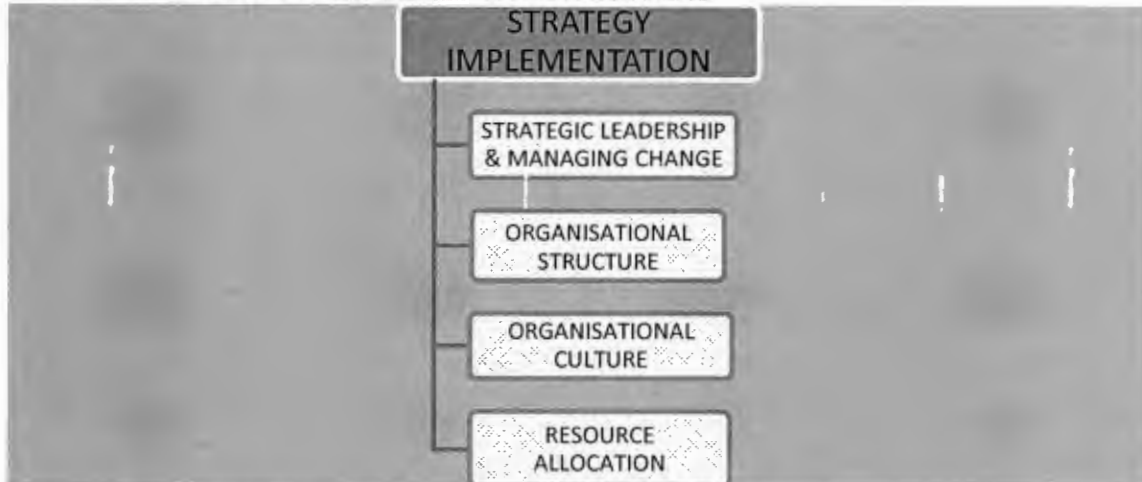 STRATEGY
IMPLEMENTATION
STRATEGIC LEADERSHIP
& MANAGING CHANGE
ORGANISATIONAL
STRUCTURE
ORGANISATIONAL
CULTURE
RESOURCE
ALLOCATION